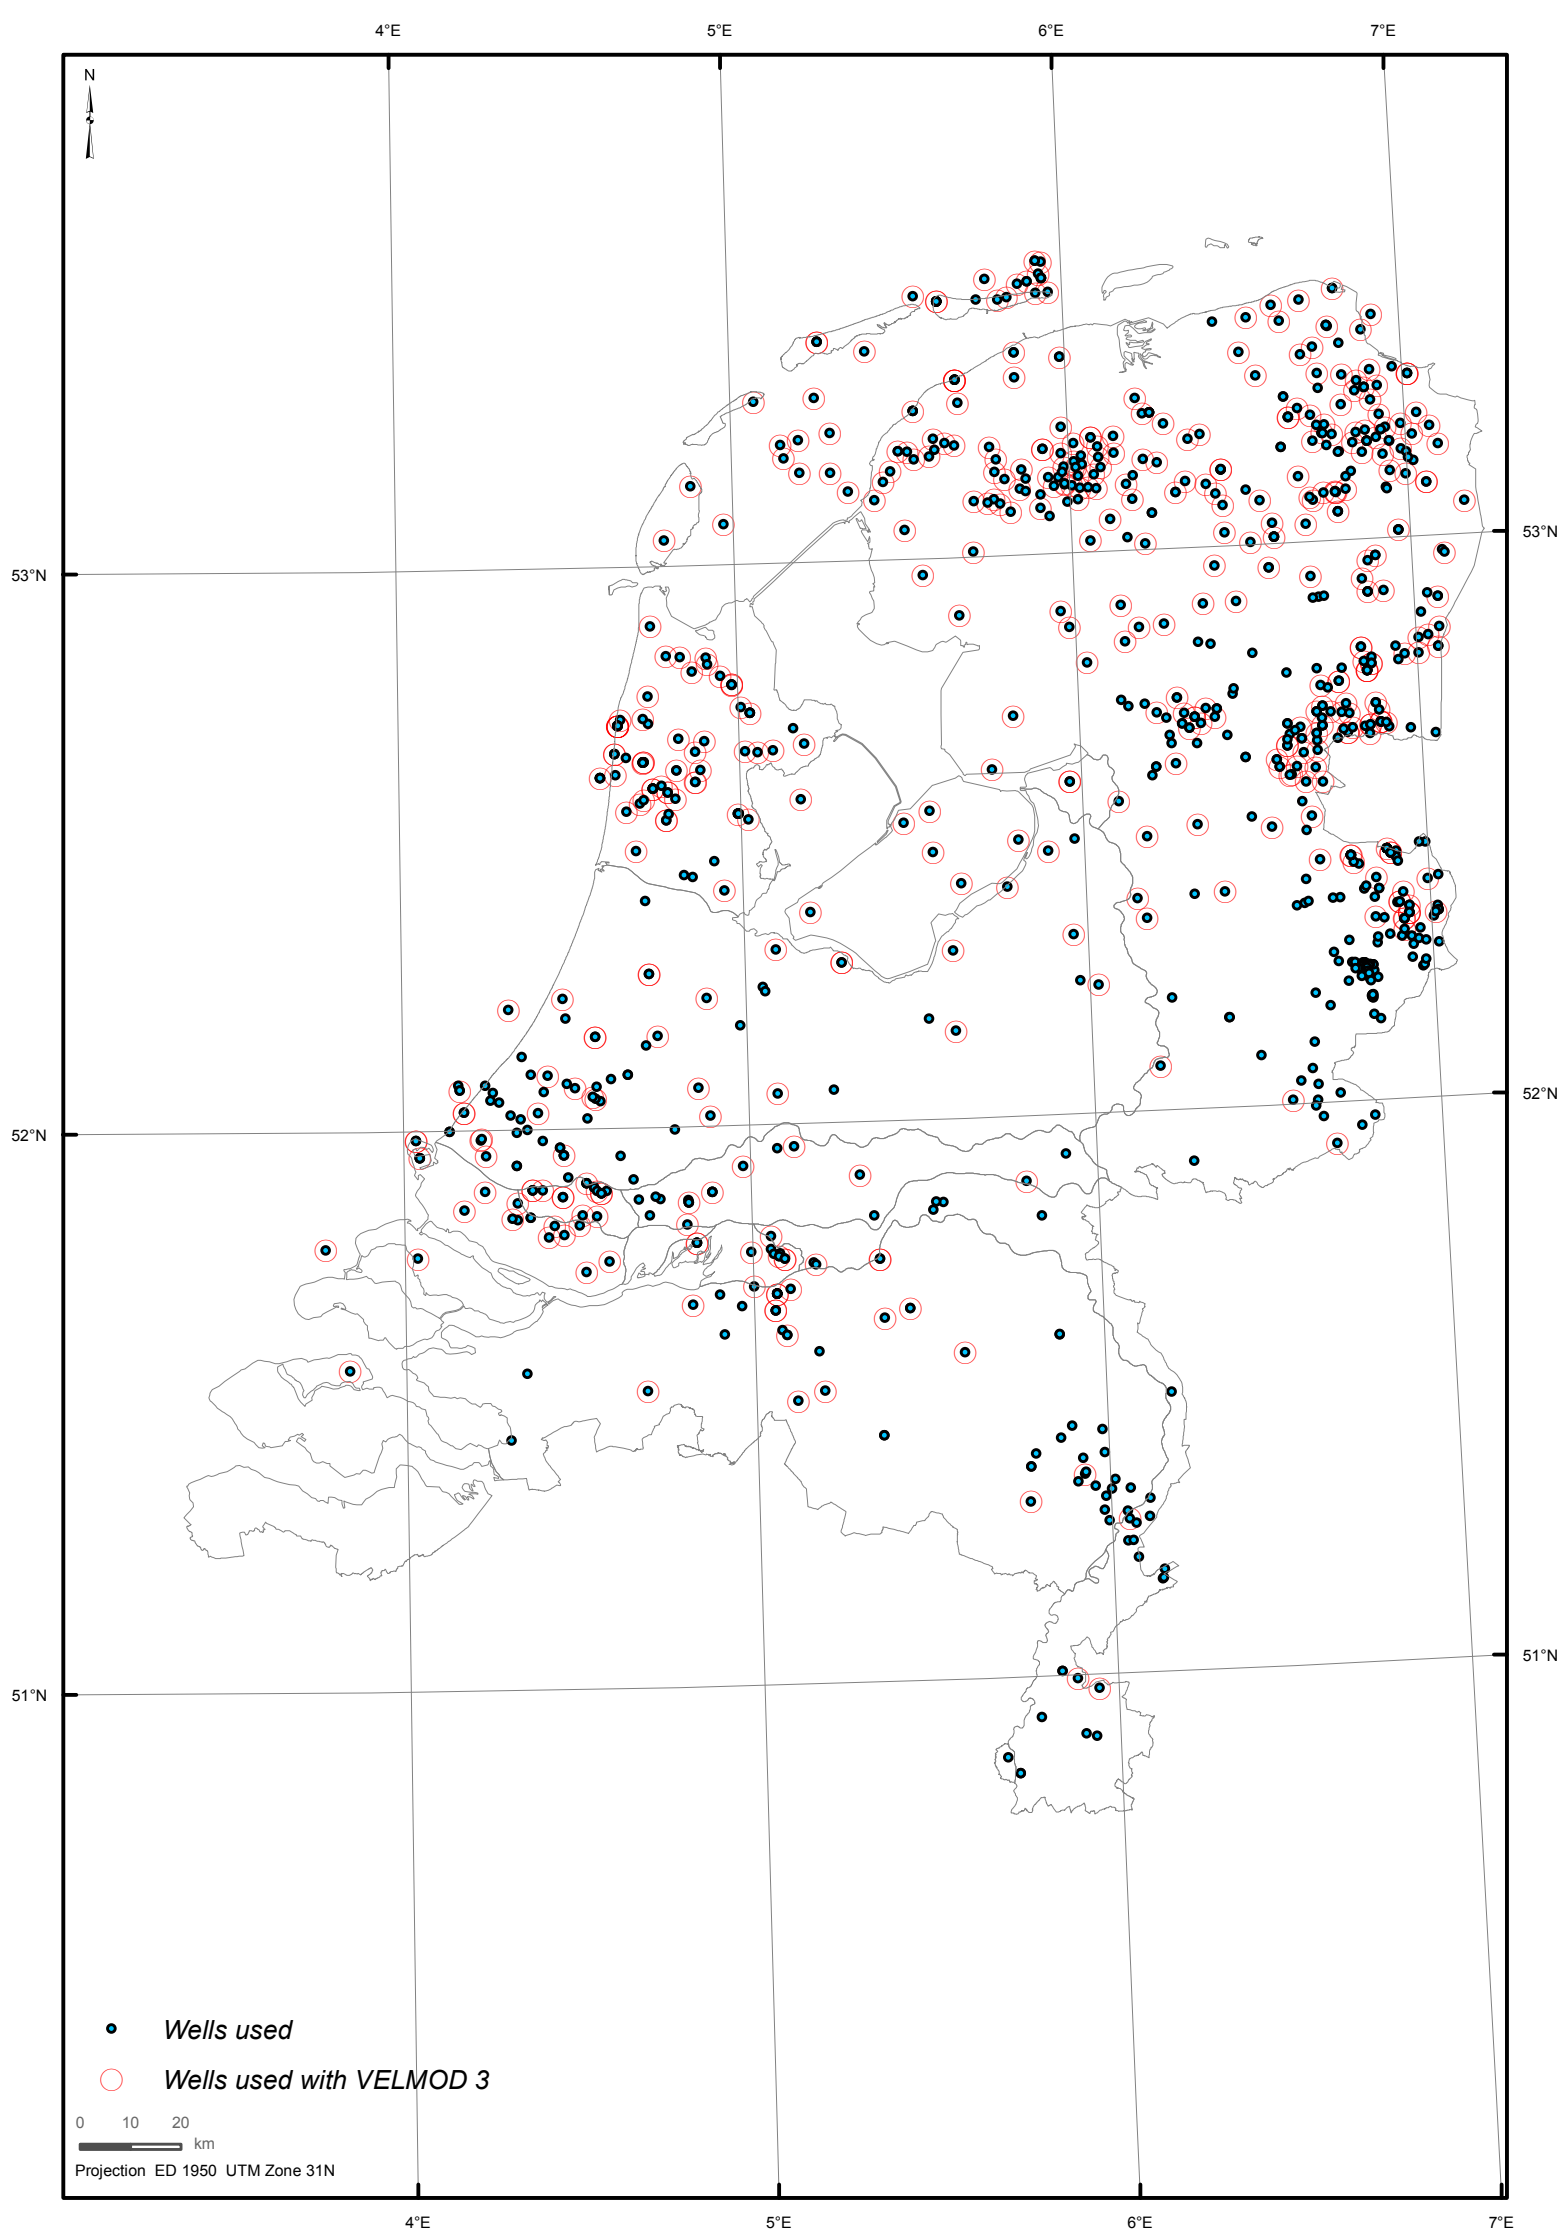 4°E 5°E 6°E 7°E
N
53°N 53°N
52°N 52°N
51°N 51°N
Wells used
Wells used with VELMOD 3
0 10 20
km
Projection ED 1950 UTM Zone 31N
4°E 5°E 6°E 7°E